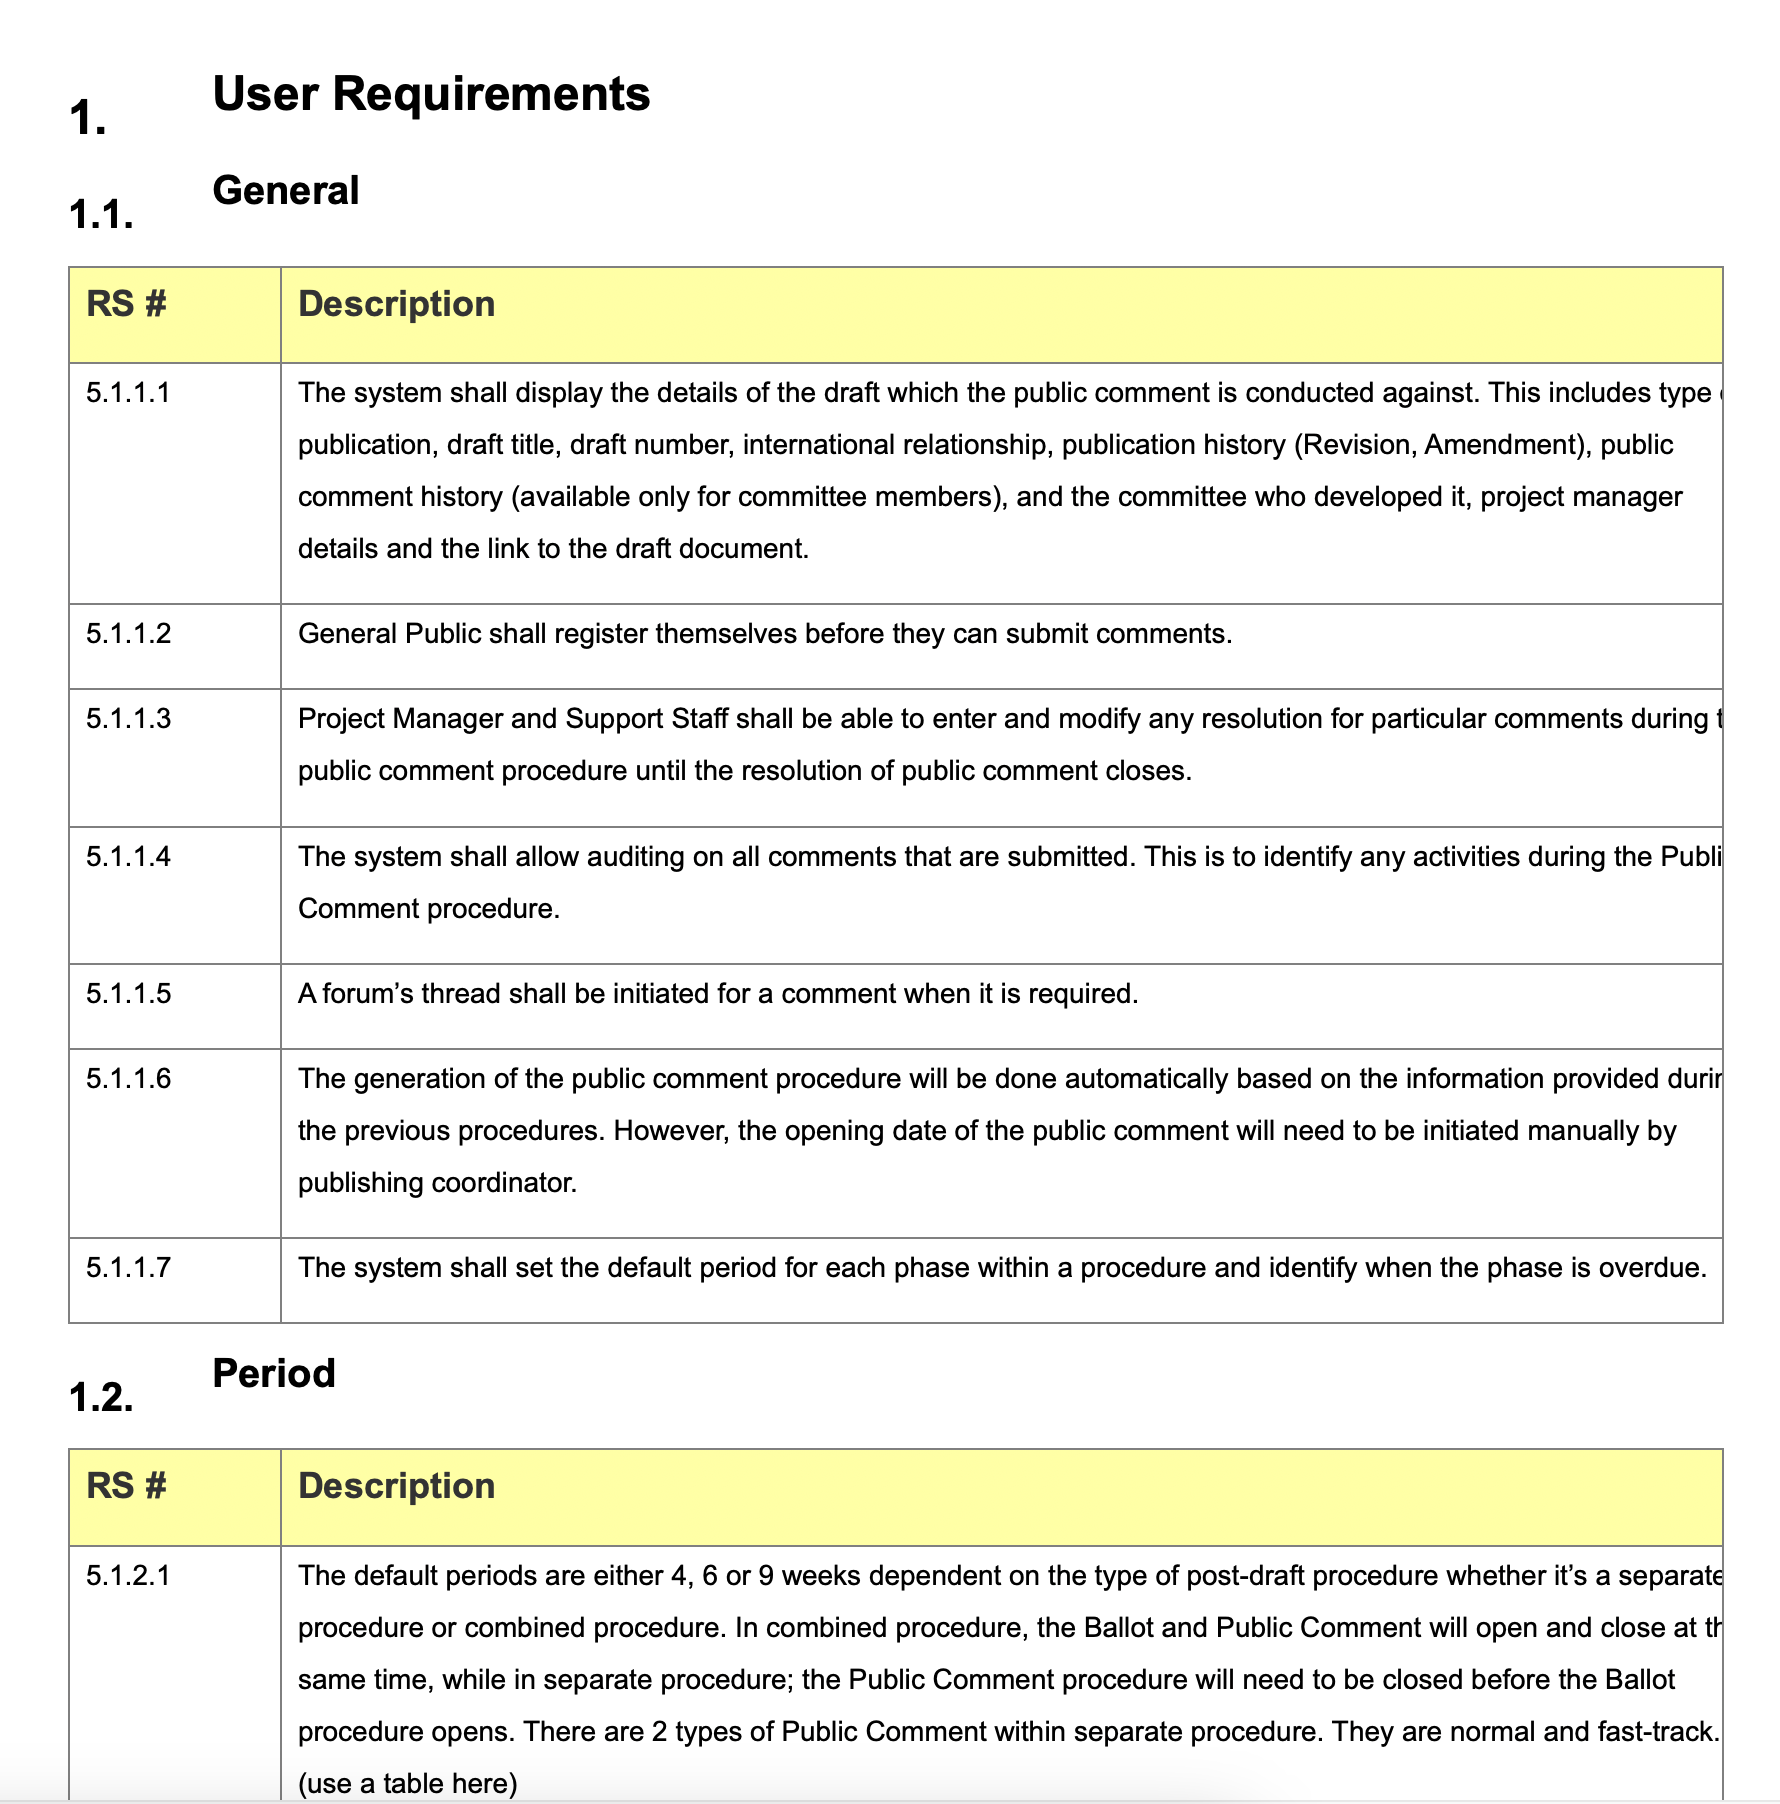 1. User Requirements
1.1. General
RS # Description
5.1.1.1 The system shall display the details of the draft which the public comment is conducted against. This includes type
publication, draft title, draft number, international relationship, publication history (Revision, Amendment), public
comment history (available only for committee members), and the committee who developed it, project manager
details and the link to the draft document.
5.1.1.2 General Public shall register themselves before they can submit comments.
5.1.1.3 Project Manager and Support Staff shall be able to enter and modify any resolution for particular comments during
public comment procedure until the resolution of public comment closes.
5.1.1.4 The system shall allow auditing on all comments that are submitted. This is to identify any activities during the Publi
Comment procedure.
5.1.1.5 A forum’s thread shall be initiated for a comment when it is required.
5.1.1.6 The generation of the public comment procedure will be done automatically based on the information provided durin
the previous procedures. However, the opening date of the public comment will need to be initiated manually by
publishing coordinator.
5.1.1.7 The system shall set the default period for each phase within a procedure and identify when the phase is overdue.
1.2. Period
RS # Description
5.1.2.1 The default periods are either 4, 6 or 9 weeks dependent on the type of post-draft procedure whether it’s a separate
procedure or combined procedure. In combined procedure, the Ballot and Public Comment will open and close at th
same time, while in separate procedure; the Public Comment procedure will need to be closed before the Ballot
procedure opens. There are 2 types of Public Comment within separate procedure. They are normal and fast-track.
(use a table here)